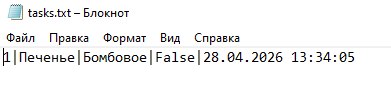 tasks.txt – Блокнот
Файл Правка Формат Вид Справка
1|Печенье|Бомбовое|False|28.04.2026 13:34:05